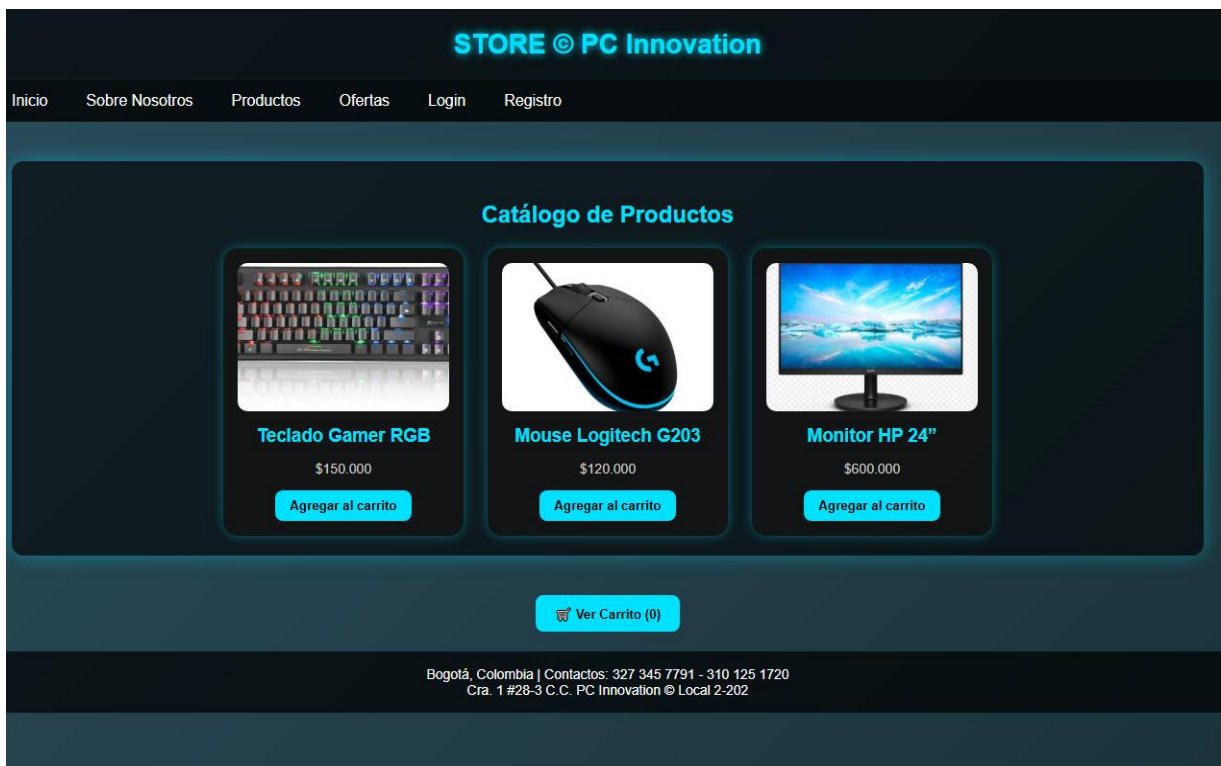 STORE © PC Innovation
Inicio Sobre Nosotros Productos Ofertas Login Registro
Catálogo de Productos
Teclado Gamer RGB
$150.000
Agregar al carrito
Mouse Logitech G203
$120.000
Agregar al carrito
Monitor HP 24”
$600.000
Agregar al carrito
🛒 Ver Carrito (0)
Bogotá, Colombia | Contactos: 327 345 7791 - 310 125 1720
Cra. 1 #28-3 C.C. PC Innovation © Local 2-202